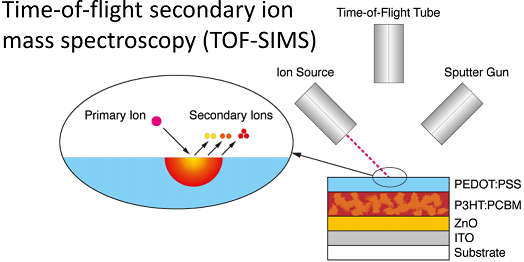 Time-of-flight secondary ion
mass spectroscopy (TOF-SIMS)
Time-of-Flight Tube
Ion Source
Sputter Gun
Primary Ion
Secondary Ions
PEDOT:PSS
P3HT:PCBM
ZnO
ITO
Substrate